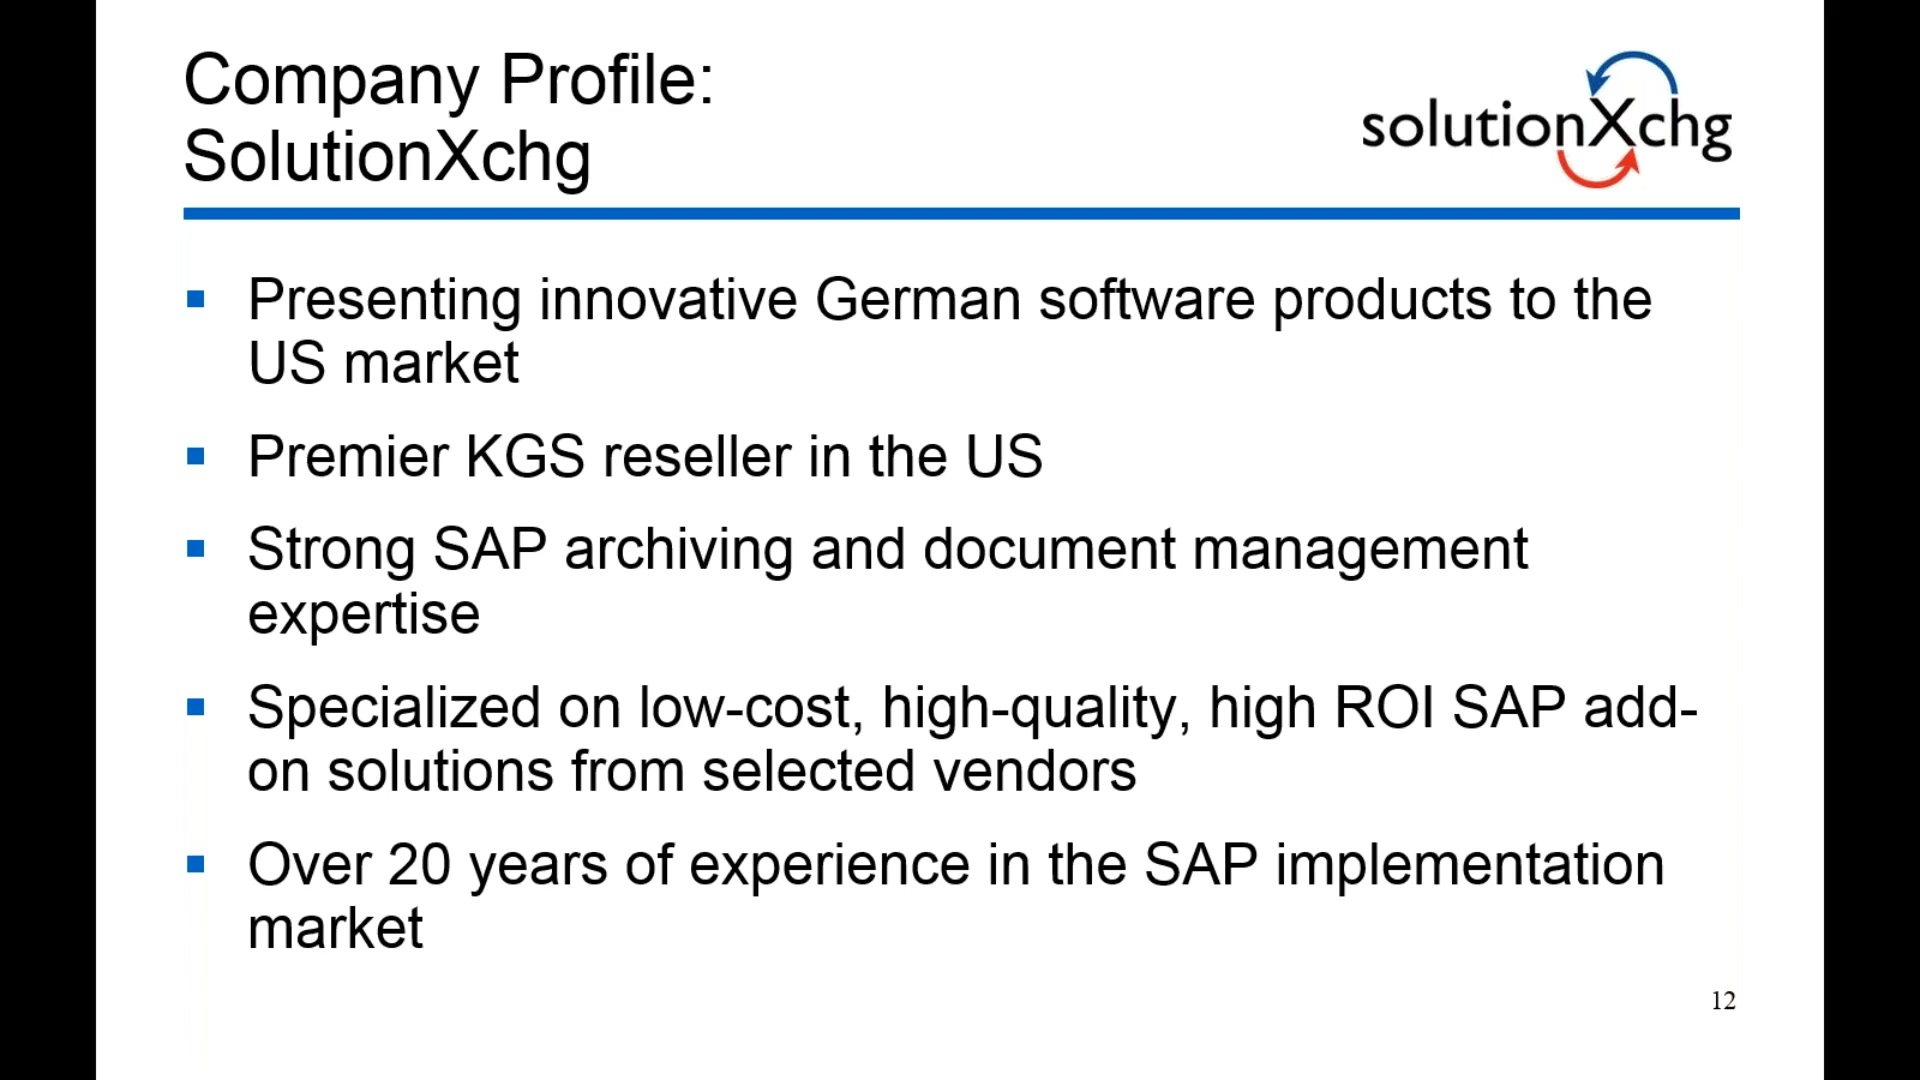 Company Profile:
SolutionXchg
solutionXchg
▪ Presenting innovative German software products to the
US market
▪ Premier KGS reseller in the US
▪ Strong SAP archiving and document management
expertise
▪ Specialized on low-cost, high-quality, high ROI SAP add-
on solutions from selected vendors
▪ Over 20 years of experience in the SAP implementation
market
12